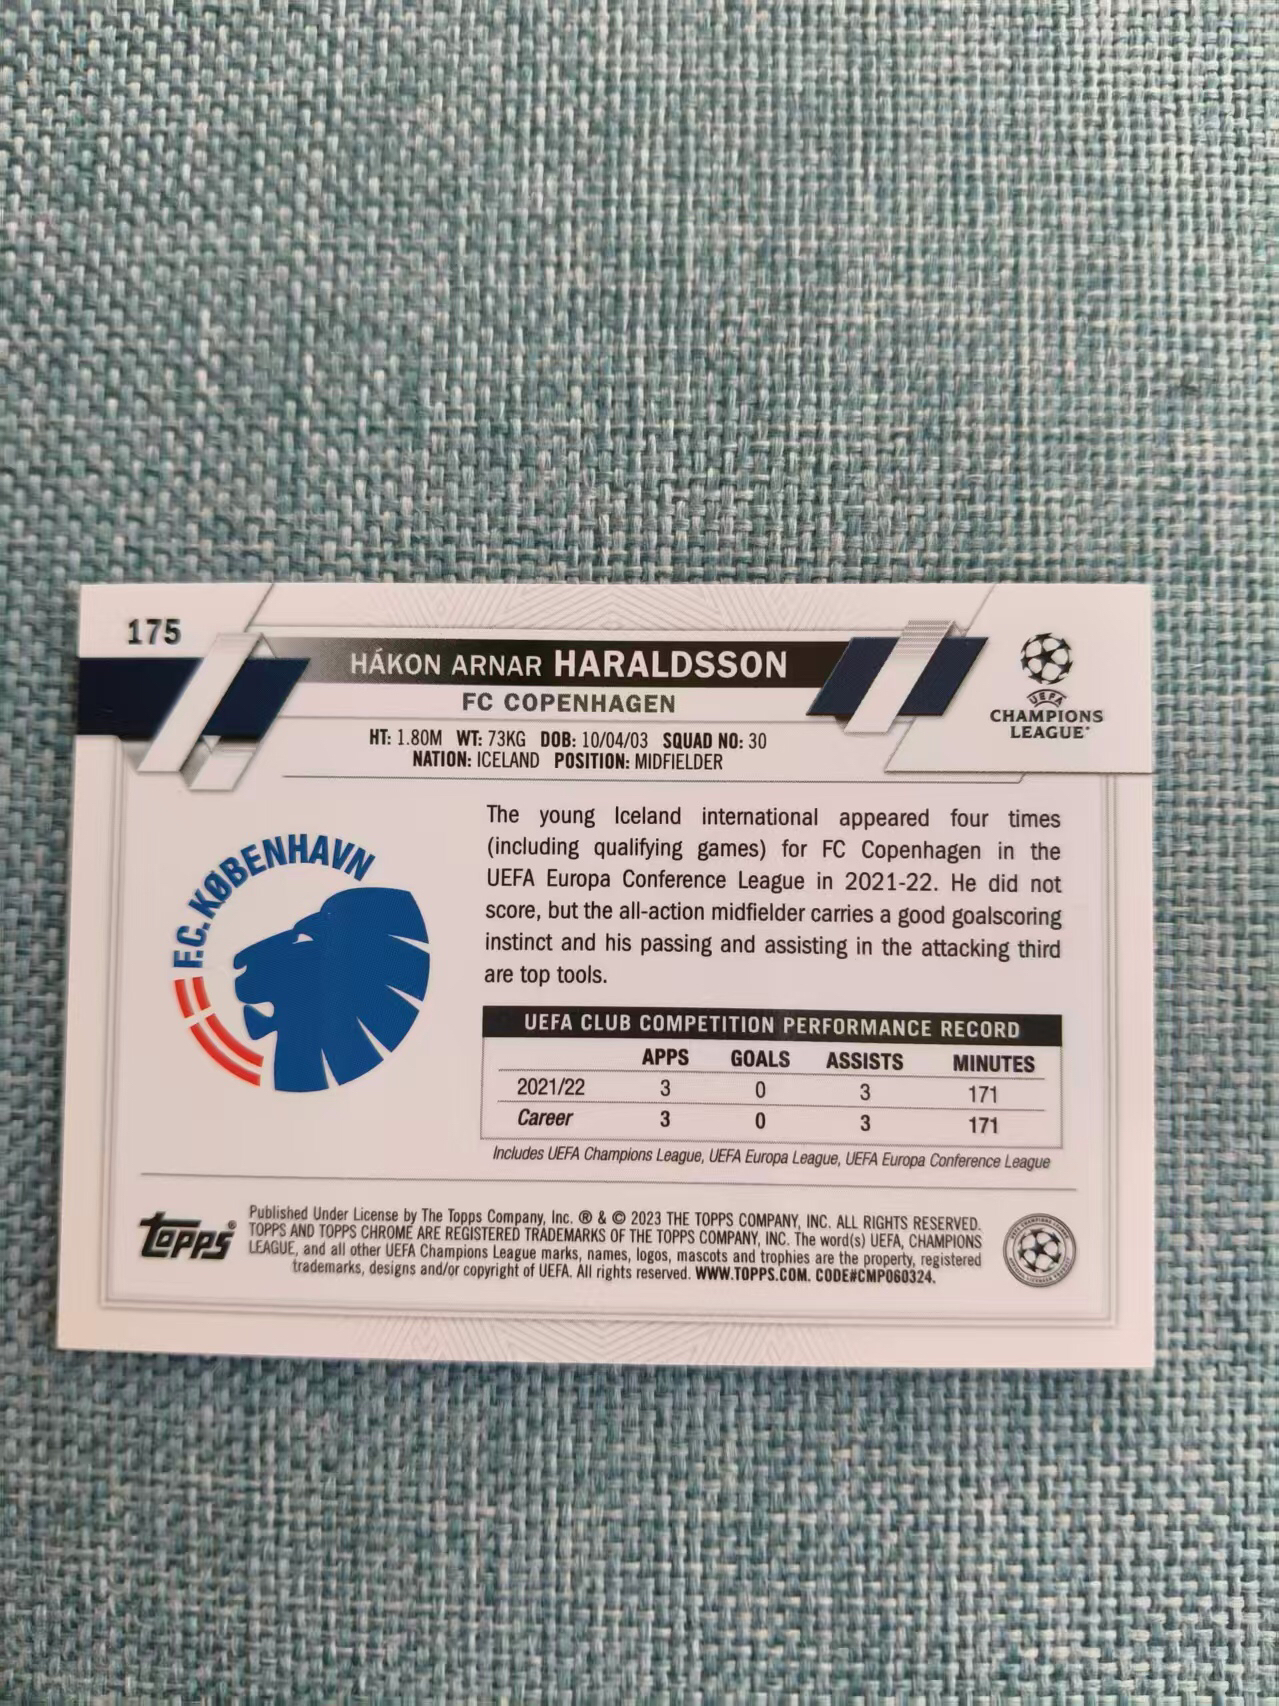 175
HÁKON ARNAR HARALDSSON
FC COPENHAGEN
HT: 1.80M WT: 73KG DOB: 10/04/03 SQUAD NO: 30
NATION: ICELAND POSITION: MIDFIELDER
UEFA
CHAMPIONS
LEAGUE
F.C. KØBENHAVN
The young Iceland international appeared four times
(including qualifying games) for FC Copenhagen in the
UEFA Europa Conference League in 2021-22. He did not
score, but the all-action midfielder carries a good goalscoring
instinct and his passing and assisting in the attacking third
are top tools.
UEFA CLUB COMPETITION PERFORMANCE RECORD
APPS GOALS ASSISTS MINUTES
2021/22 3 0 3 171
Career 3 0 3 171
Includes UEFA Champions League, UEFA Europa League, UEFA Europa Conference League
topps®
Published Under License by The Topps Company, Inc. ® & © 2023 THE TOPPS COMPANY, INC. ALL RIGHTS RESERVED.
TOPPS AND TOPPS CHROME ARE REGISTERED TRADEMARKS OF THE TOPPS COMPANY, INC. The word(s) UEFA, CHAMPIONS
LEAGUE, and all other UEFA Champions League marks, names, logos, mascots and trophies are the property, registered
trademarks, designs and/or copyright of UEFA. All rights reserved. WWW.TOPPS.COM. CODE#CMP060324.